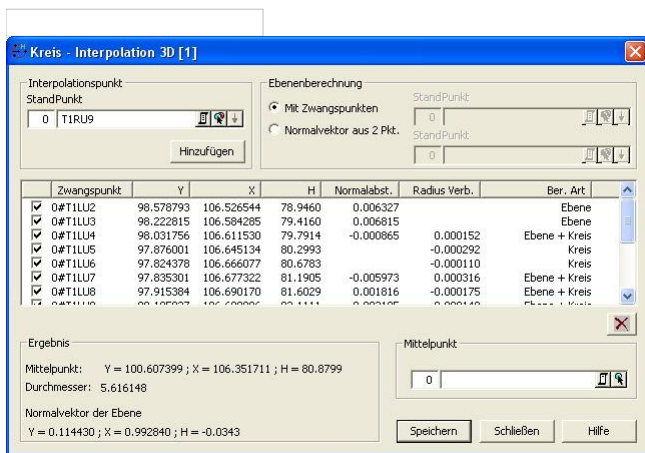 Kreis - Interpolation 3D [1]
Interpolationspunkt
StandPunkt
0 T1RU9
Hinzufügen
Ebenenberechnung
Mit Zwangspunkten
Normalvektor aus 2 Pkt.
StandPunkt
0
StandPunkt
0
Zwangspunkt Y X H Normalabst. Radius Verb. Ber. Art
0#T1LU2 98.578793 106.526544 78.9460 0.006327 Ebene
0#T1LU3 98.222815 106.584285 79.4160 0.006815 Ebene
0#T1LU4 98.031756 106.611530 79.7914 -0.000865 0.000152 Ebene + Kreis
0#T1LU5 97.876001 106.645134 80.2993 -0.000292 Kreis
0#T1LU6 97.824378 106.666077 80.6783 -0.000110 Kreis
0#T1LU7 97.835301 106.677322 81.1905 -0.005973 0.000316 Ebene + Kreis
0#T1LU8 97.915384 106.690170 81.6029 0.001816 -0.000175 Ebene + Kreis
Ergebnis
Mittelpunkt: Y = 100.607399 ; X = 106.351711 ; H = 80.8799
Durchmesser: 5.616148
Normalvektor der Ebene
Y = 0.114430 ; X = 0.992840 ; H = -0.0343
Mittelpunkt
0
Speichern Schließen Hilfe